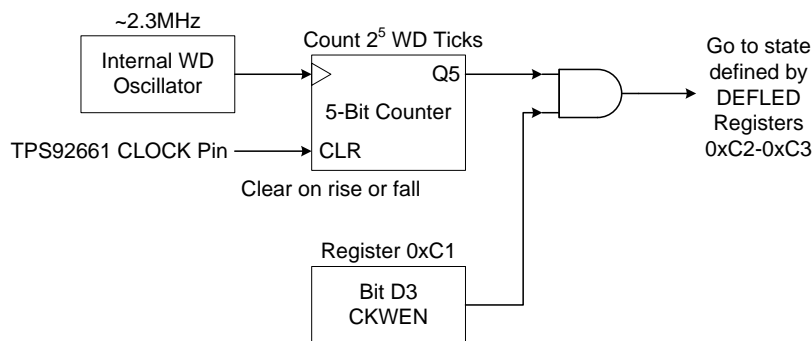 ~2.3MHz
Internal WD
Oscillator
Count 2⁵ WD Ticks
Q5
5-Bit Counter
CLR
TPS92661 CLOCK Pin
Clear on rise or fall
Go to state
defined by
DEFLED
Registers
0xC2-0xC3
Register 0xC1
Bit D3
CKWEN